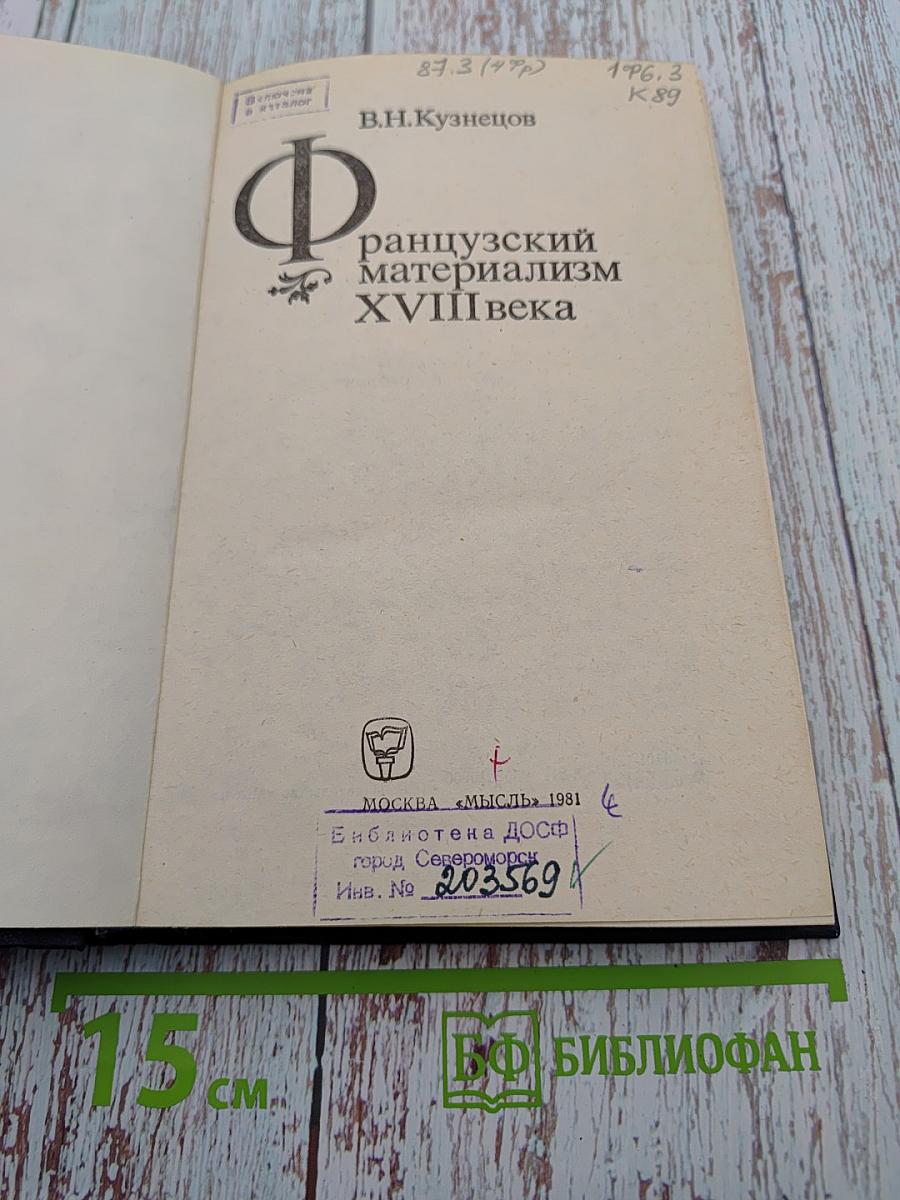 87.3 (4Фр)
1Ф6.3
К 89
Включено
в каталог
В.Н.Кузнецов
Французский
материализм
XVIII века
МОСКВА «МЫСЛЬ» 1981
Библиотека ДОСФ
город Североморск
Инв. № 203569
15 см
БФ БИБЛИОФАН